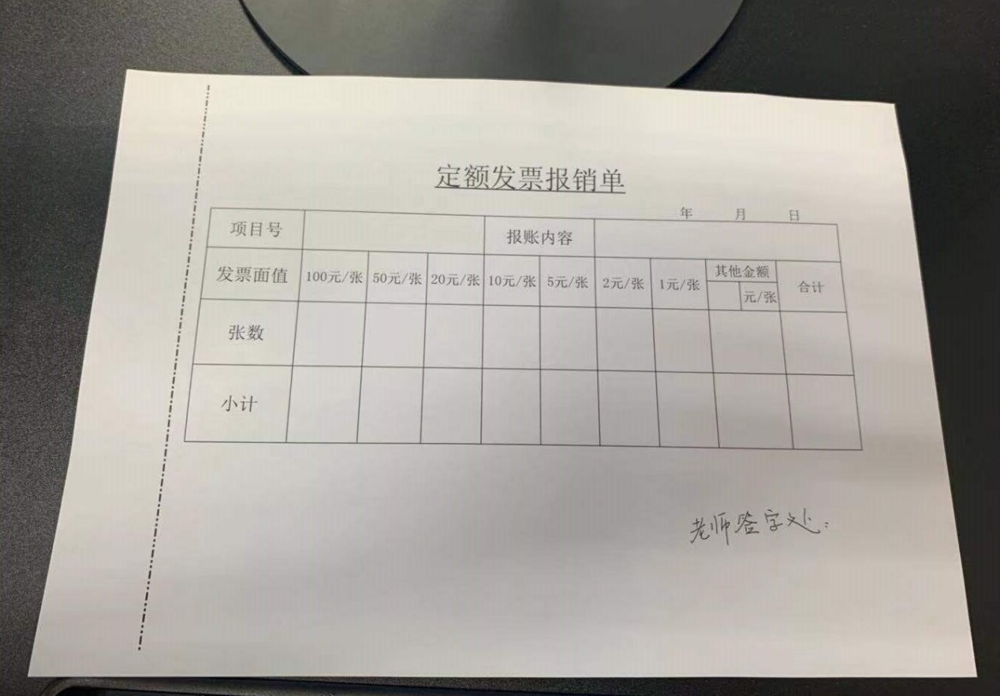 定额发票报销单
年 月 日
项目号 报账内容
发票面值 100元/张 50元/张 20元/张 10元/张 5元/张 2元/张 1元/张 其他金额 合计
元/张
张数
小计
老师签字处: